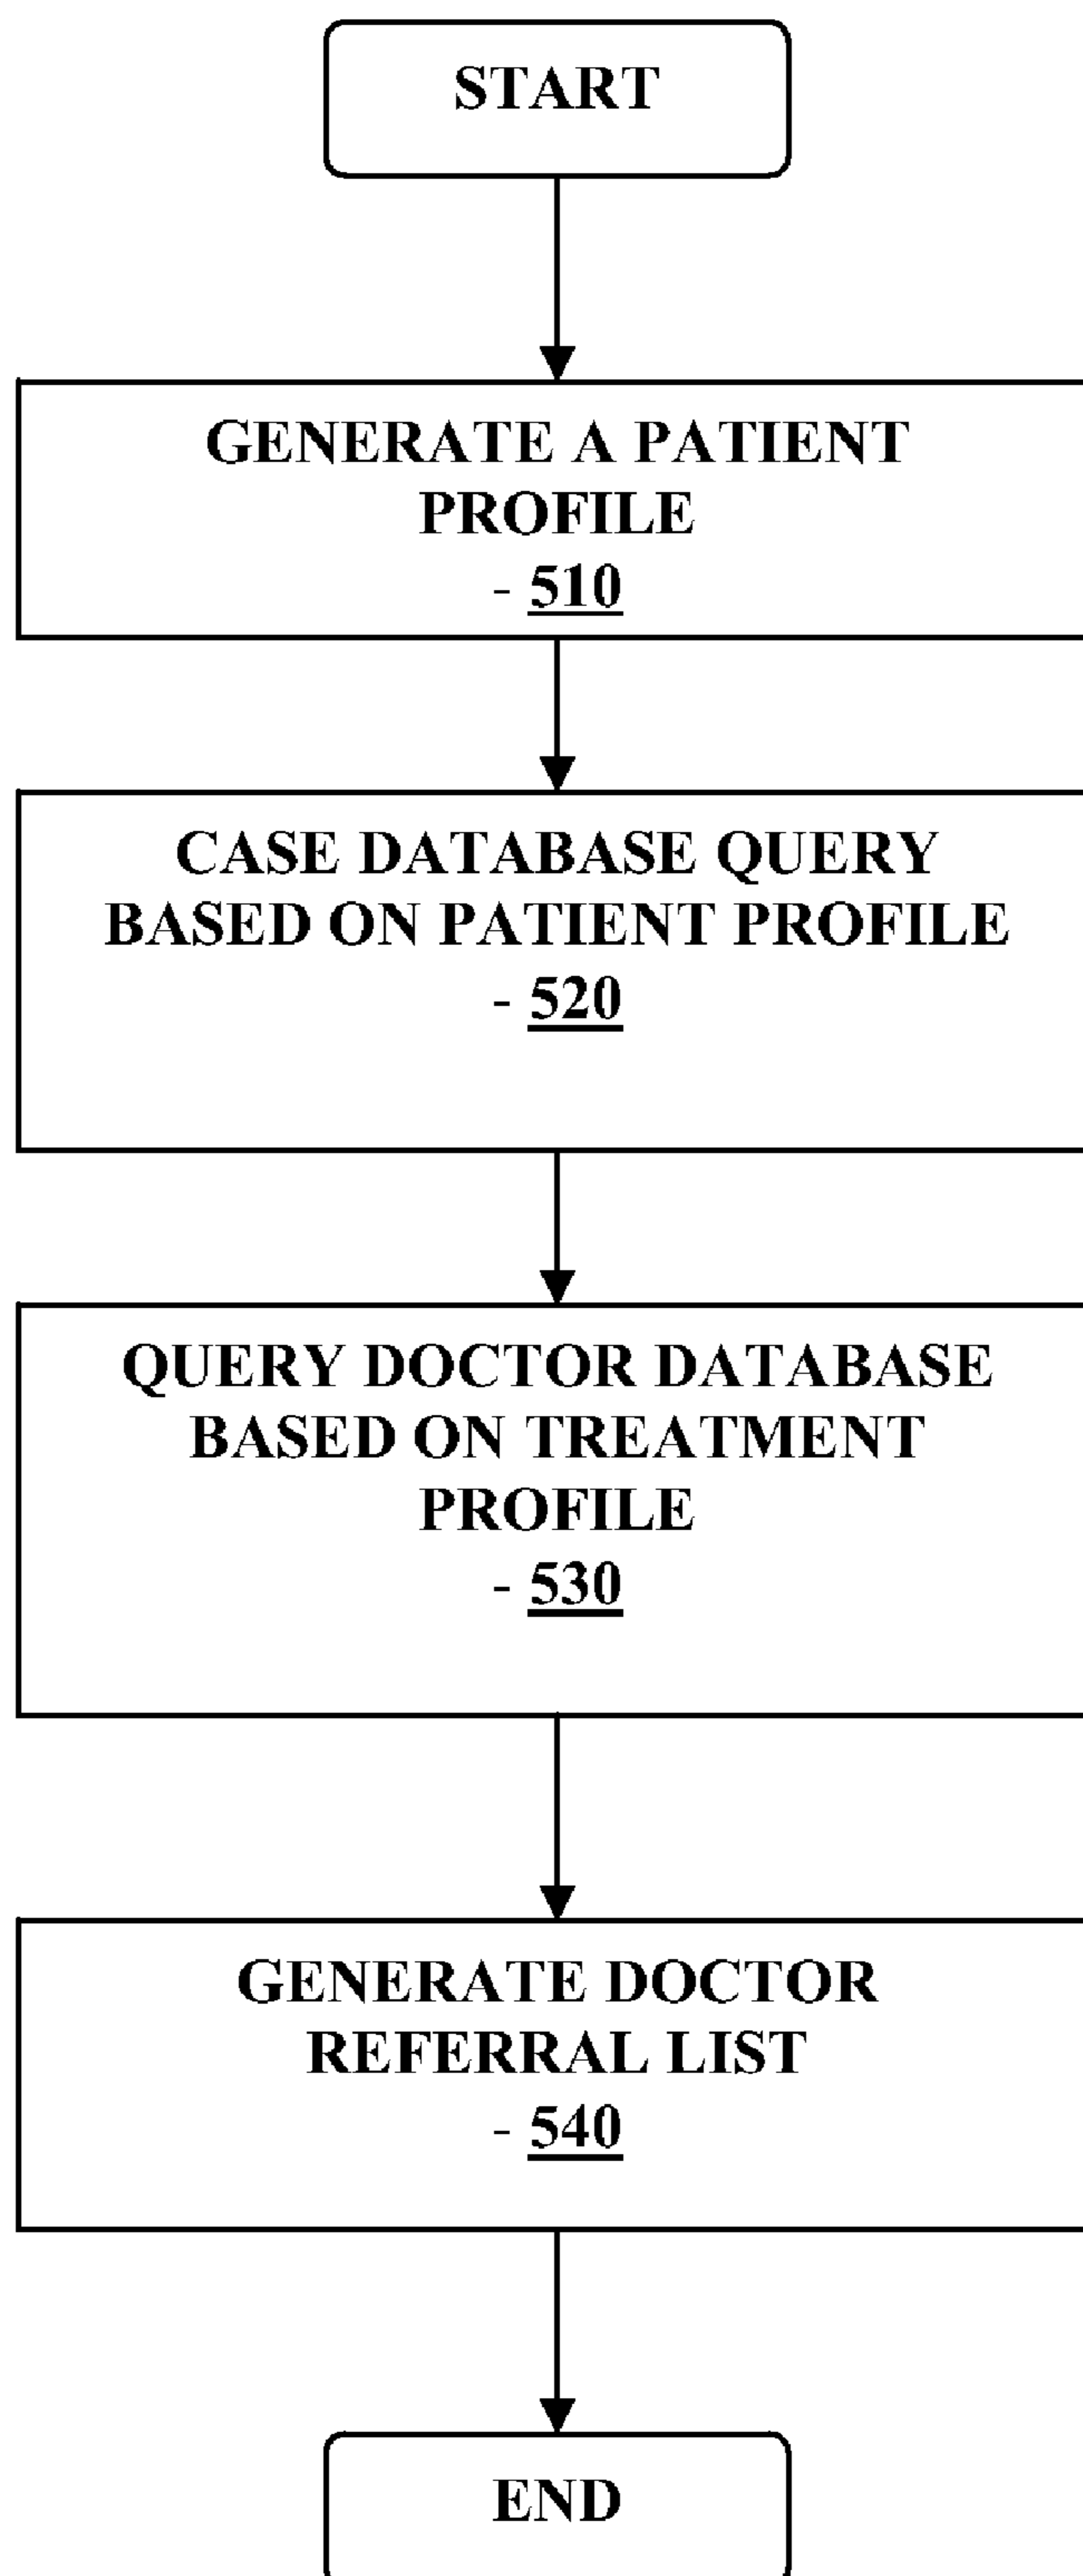 START
GENERATE A PATIENT
PROFILE
- 510
CASE DATABASE QUERY
BASED ON PATIENT PROFILE
- 520
QUERY DOCTOR DATABASE
BASED ON TREATMENT
PROFILE
- 530
GENERATE DOCTOR
REFERRAL LIST
- 540
END